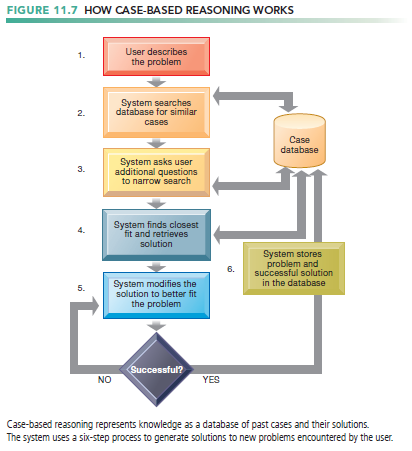 FIGURE 11.7 HOW CASE-BASED REASONING WORKS
1.
User describes
the problem
2.
System searches
database for similar
cases
Case
database
3.
System asks user
additional questions
to narrow search
4.
System finds closest
fit and retrieves
solution
5.
System modifies the
solution to better fit
the problem
6.
System stores
problem and
successful solution
in the database
Successful?
NO
YES
Case-based reasoning represents knowledge as a database of past cases and their solutions.
The system uses a six-step process to generate solutions to new problems encountered by the user.